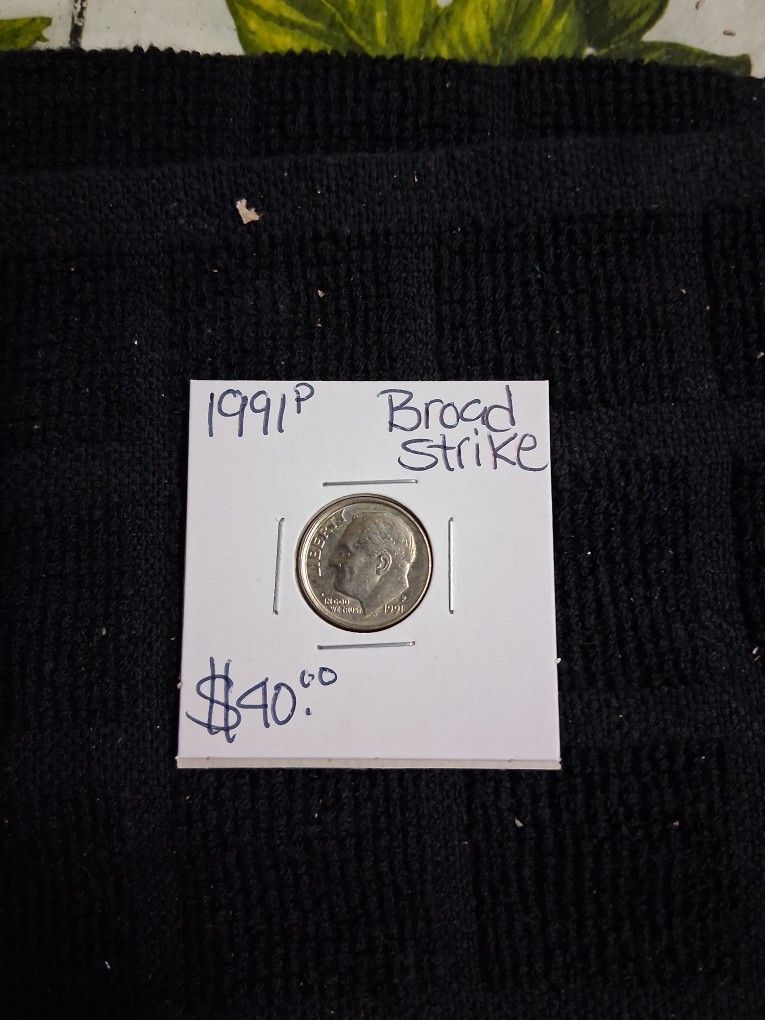 1991P Broad
Strike
LIBERTY
IN GOD
WE TRUST
P
1991
$40.00